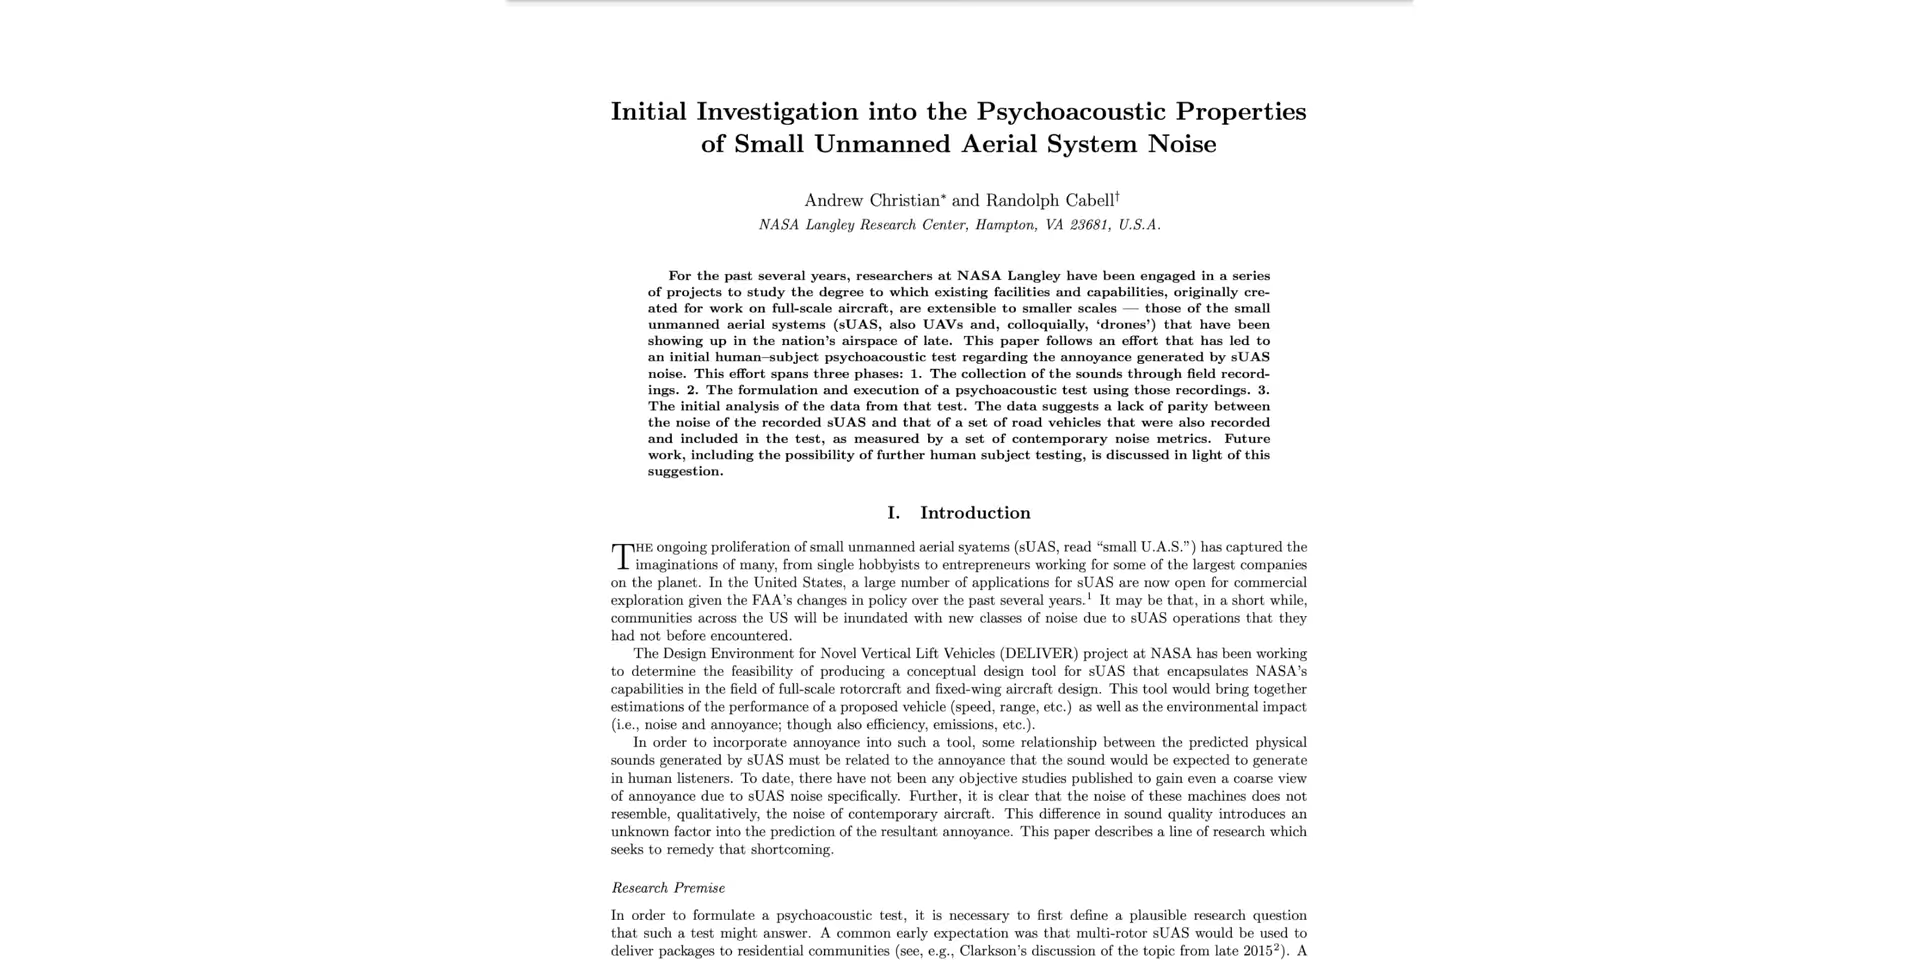 Initial Investigation into the Psychoacoustic Properties
of Small Unmanned Aerial System Noise
Andrew Christian* and Randolph Cabell†
NASA Langley Research Center, Hampton, VA 23681, U.S.A.
For the past several years, researchers at NASA Langley have been engaged in a series
of projects to study the degree to which existing facilities and capabilities, originally cre-
ated for work on full-scale aircraft, are extensible to smaller scales — those of the small
unmanned aerial systems (sUAS, also UAVs and, colloquially, ‘drones’) that have been
showing up in the nation’s airspace of late. This paper follows an effort that has led to
an initial human–subject psychoacoustic test regarding the annoyance generated by sUAS
noise. This effort spans three phases: 1. The collection of the sounds through field record-
ings. 2. The formulation and execution of a psychoacoustic test using those recordings. 3.
The initial analysis of the data from that test. The data suggests a lack of parity between
the noise of the recorded sUAS and that of a set of road vehicles that were also recorded
and included in the test, as measured by a set of contemporary noise metrics. Future
work, including the possibility of further human subject testing, is discussed in light of this
suggestion.
I. Introduction
The ongoing proliferation of small unmanned aerial syatems (sUAS, read “small U.A.S.”) has captured the
imaginations of many, from single hobbyists to entrepreneurs working for some of the largest companies
on the planet. In the United States, a large number of applications for sUAS are now open for commercial
exploration given the FAA’s changes in policy over the past several years.¹ It may be that, in a short while,
communities across the US will be inundated with new classes of noise due to sUAS operations that they
had not before encountered.
The Design Environment for Novel Vertical Lift Vehicles (DELIVER) project at NASA has been working
to determine the feasibility of producing a conceptual design tool for sUAS that encapsulates NASA’s
capabilities in the field of full-scale rotorcraft and fixed-wing aircraft design. This tool would bring together
estimations of the performance of a proposed vehicle (speed, range, etc.) as well as the environmental impact
(i.e., noise and annoyance; though also efficiency, emissions, etc.).
In order to incorporate annoyance into such a tool, some relationship between the predicted physical
sounds generated by sUAS must be related to the annoyance that the sound would be expected to generate
in human listeners. To date, there have not been any objective studies published to gain even a coarse view
of annoyance due to sUAS noise specifically. Further, it is clear that the noise of these machines does not
resemble, qualitatively, the noise of contemporary aircraft. This difference in sound quality introduces an
unknown factor into the prediction of the resultant annoyance. This paper describes a line of research which
seeks to remedy that shortcoming.
Research Premise
In order to formulate a psychoacoustic test, it is necessary to first define a plausible research question
that such a test might answer. A common early expectation was that multi-rotor sUAS would be used to
deliver packages to residential communities (see, e.g., Clarkson’s discussion of the topic from late 2015²). A